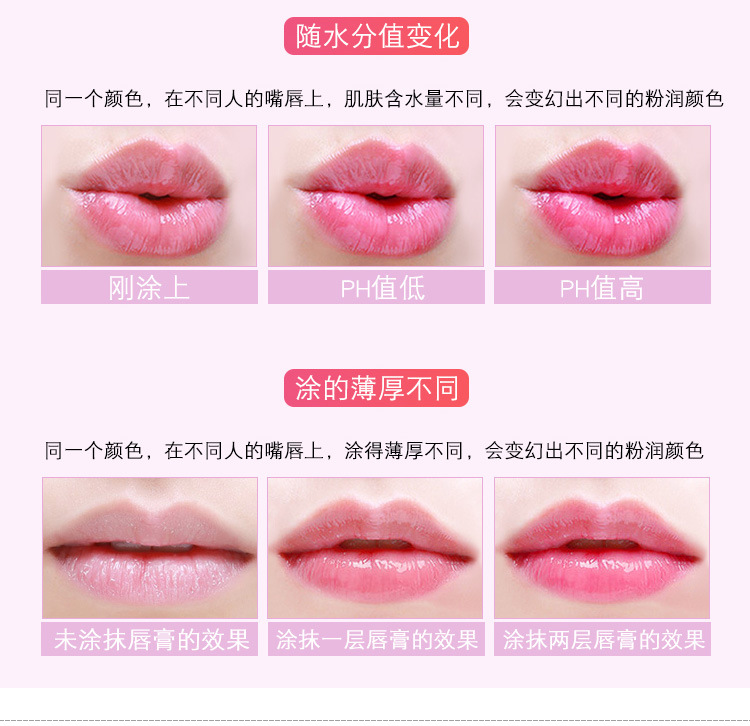 随水分值变化
同一个颜色，在不同人的嘴唇上，肌肤含水量不同，会变幻出不同的粉润颜色
刚涂上
PH值低
PH值高
涂的薄厚不同
同一个颜色，在不同人的嘴唇上，涂得薄厚不同，会变幻出不同的粉润颜色
未涂抹唇膏的效果
涂抹一层唇膏的效果
涂抹两层唇膏的效果